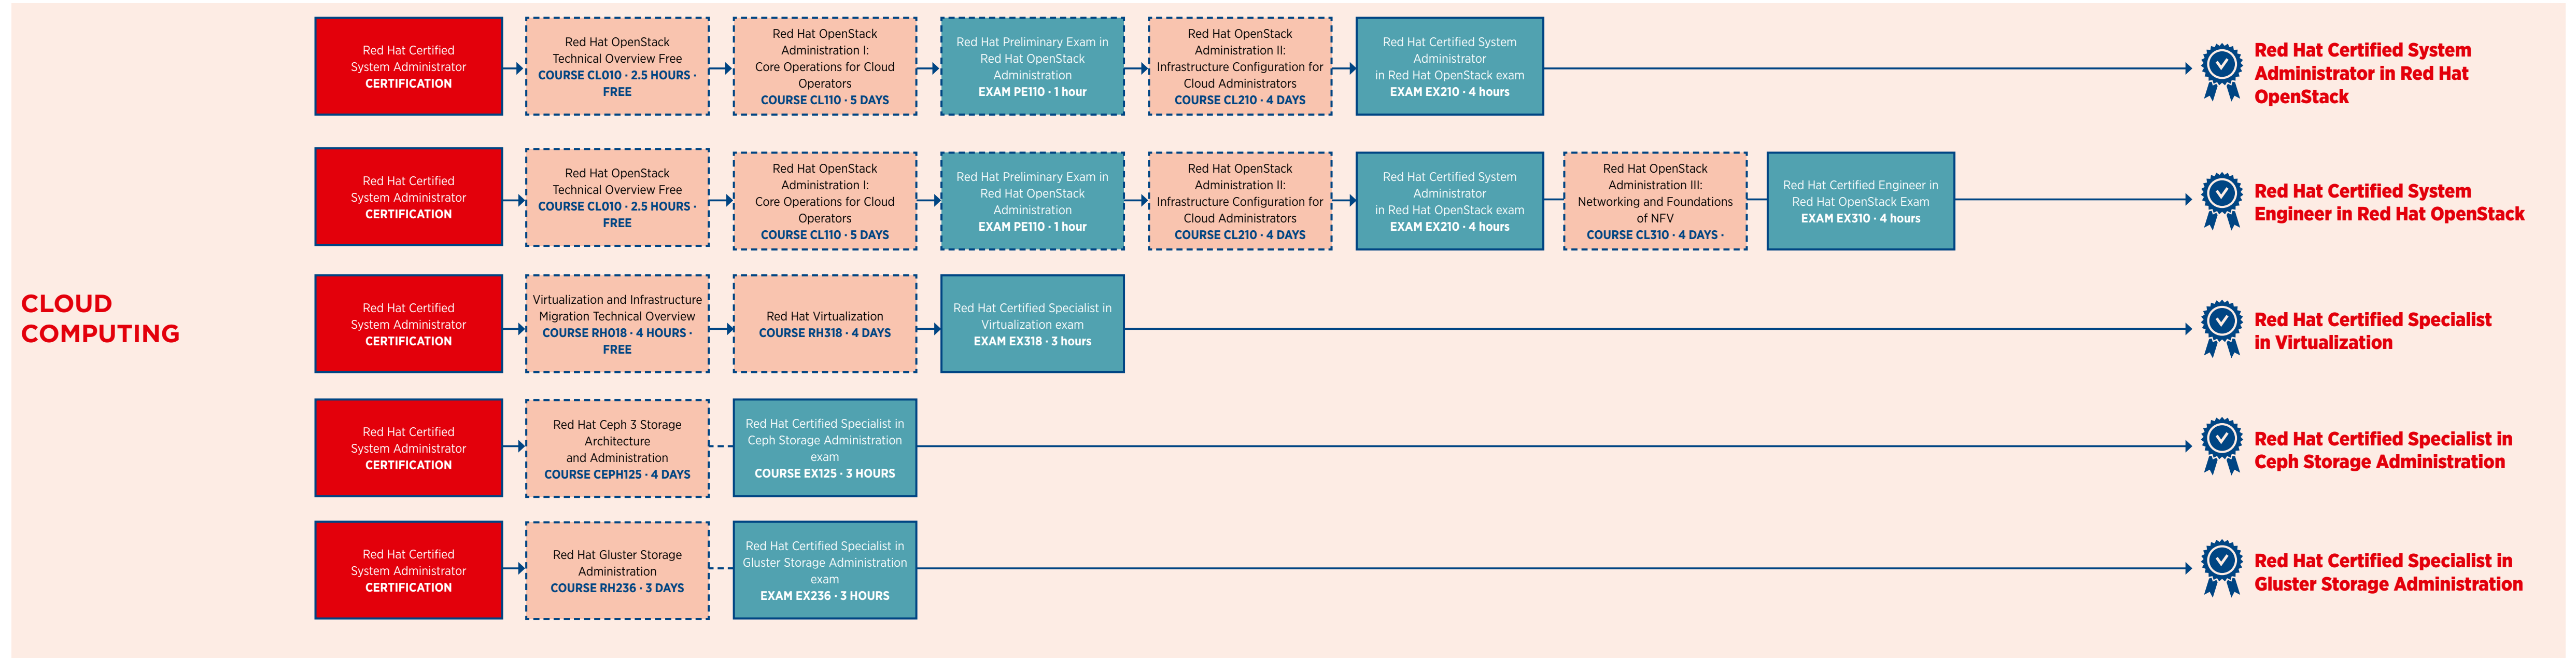 CLOUD
COMPUTING
Red Hat Certified
System Administrator
CERTIFICATION
Red Hat OpenStack
Technical Overview Free
COURSE CL010 · 2.5 HOURS ·
FREE
Red Hat OpenStack
Administration I:
Core Operations for Cloud
Operators
COURSE CL110 · 5 DAYS
Red Hat Preliminary Exam in
Red Hat OpenStack
Administration
EXAM PE110 · 1 hour
Red Hat OpenStack
Administration II:
Infrastructure Configuration for
Cloud Administrators
COURSE CL210 · 4 DAYS
Red Hat Certified System
Administrator
in Red Hat OpenStack exam
EXAM EX210 · 4 hours
Red Hat Certified System
Administrator in Red Hat
OpenStack
Red Hat Certified
System Administrator
CERTIFICATION
Red Hat OpenStack
Technical Overview Free
COURSE CL010 · 2.5 HOURS ·
FREE
Red Hat OpenStack
Administration I:
Core Operations for Cloud
Operators
COURSE CL110 · 5 DAYS
Red Hat Preliminary Exam in
Red Hat OpenStack
Administration
EXAM PE110 · 1 hour
Red Hat OpenStack
Administration II:
Infrastructure Configuration for
Cloud Administrators
COURSE CL210 · 4 DAYS
Red Hat Certified System
Administrator
in Red Hat OpenStack exam
EXAM EX210 · 4 hours
Red Hat OpenStack
Administration III:
Networking and Foundations
of NFV
COURSE CL310 · 4 DAYS ·
Red Hat Certified Engineer in
Red Hat OpenStack Exam
EXAM EX310 · 4 hours
Red Hat Certified System
Engineer in Red Hat OpenStack
Red Hat Certified
System Administrator
CERTIFICATION
Virtualization and Infrastructure
Migration Technical Overview
COURSE RH018 · 4 HOURS ·
FREE
Red Hat Virtualization
COURSE RH318 · 4 DAYS
Red Hat Certified Specialist in
Virtualization exam
EXAM EX318 · 3 hours
Red Hat Certified Specialist
in Virtualization
Red Hat Certified
System Administrator
CERTIFICATION
Red Hat Ceph 3 Storage
Architecture
and Administration
COURSE CEPH125 · 4 DAYS
Red Hat Certified Specialist in
Ceph Storage Administration
exam
COURSE EX125 · 3 HOURS
Red Hat Certified Specialist in
Ceph Storage Administration
Red Hat Certified
System Administrator
CERTIFICATION
Red Hat Gluster Storage
Administration
COURSE RH236 · 3 DAYS
Red Hat Certified Specialist in
Gluster Storage Administration
exam
EXAM EX236 · 3 HOURS
Red Hat Certified Specialist in
Gluster Storage Administration